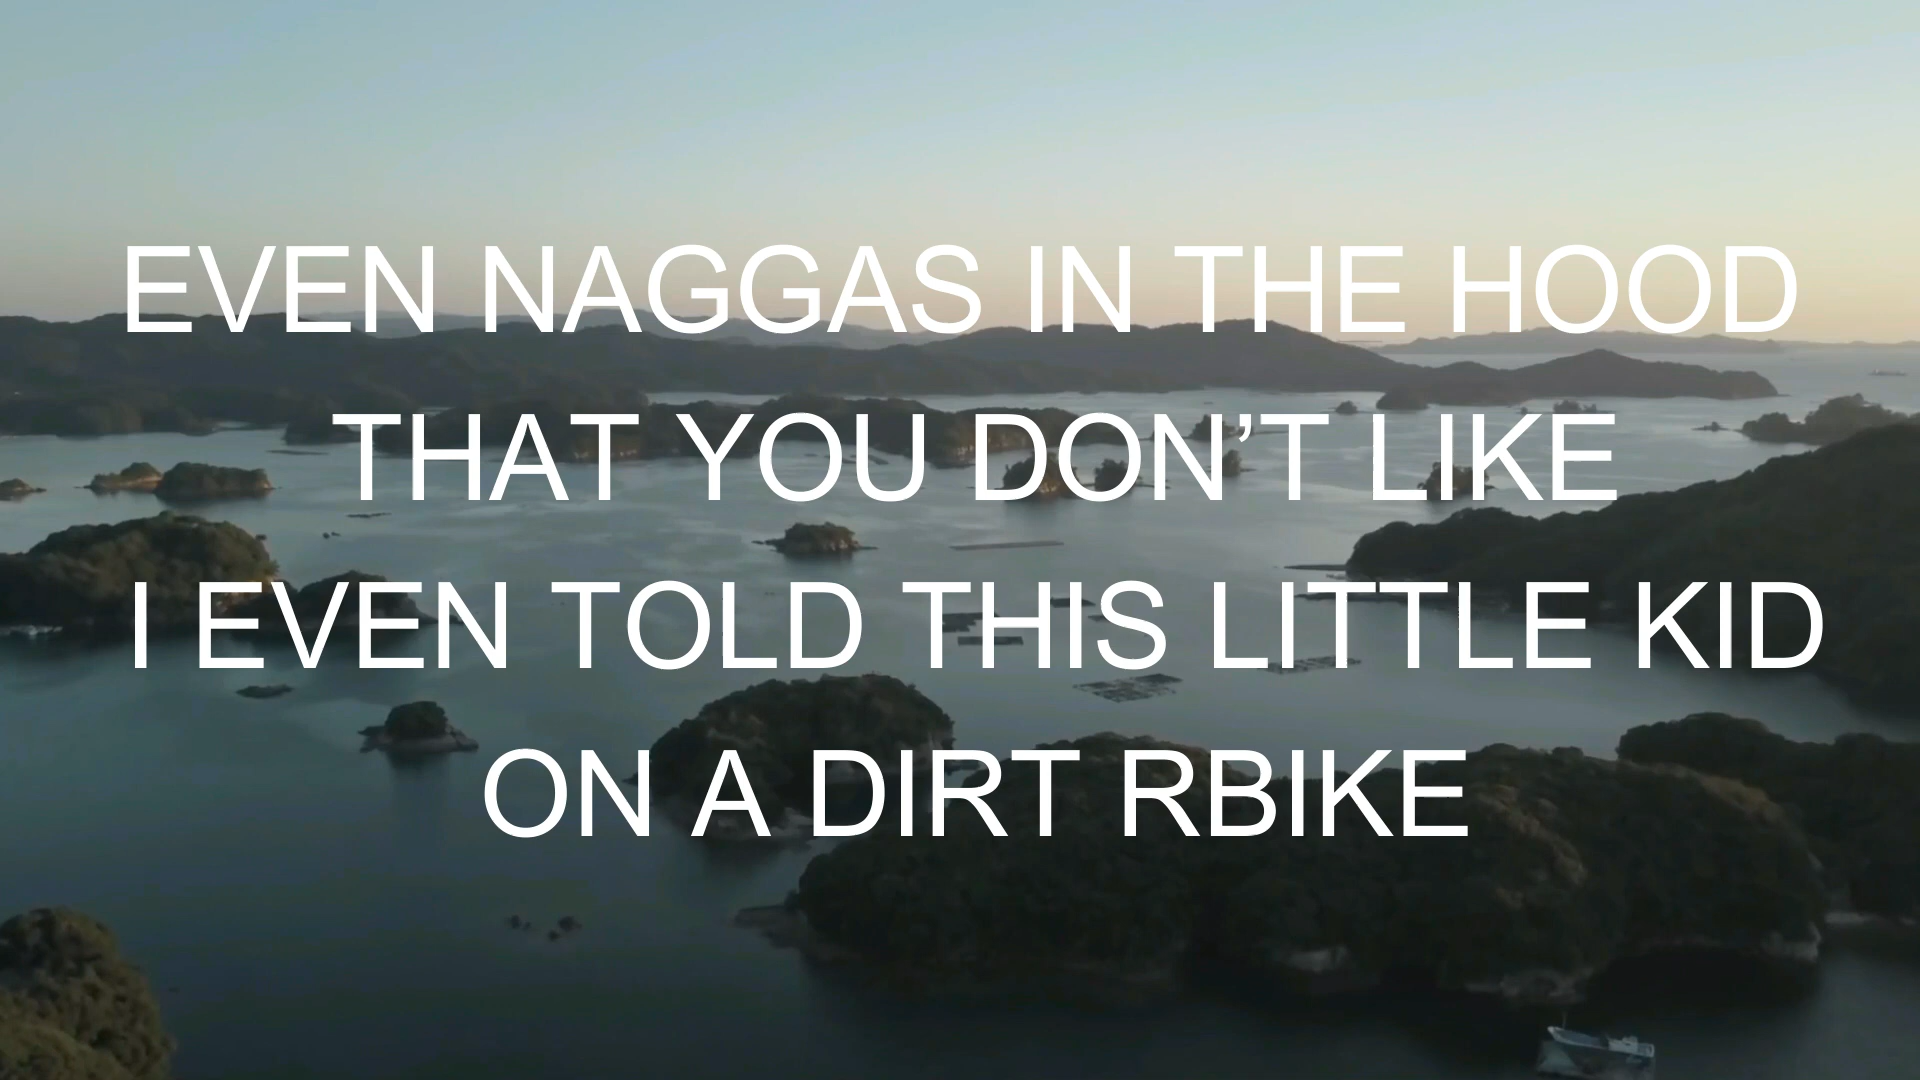 EVEN NAGGAS IN THE HOOD
THAT YOU DON’T LIKE
I EVEN TOLD THIS LITTLE KID
ON A DIRT RBIKE